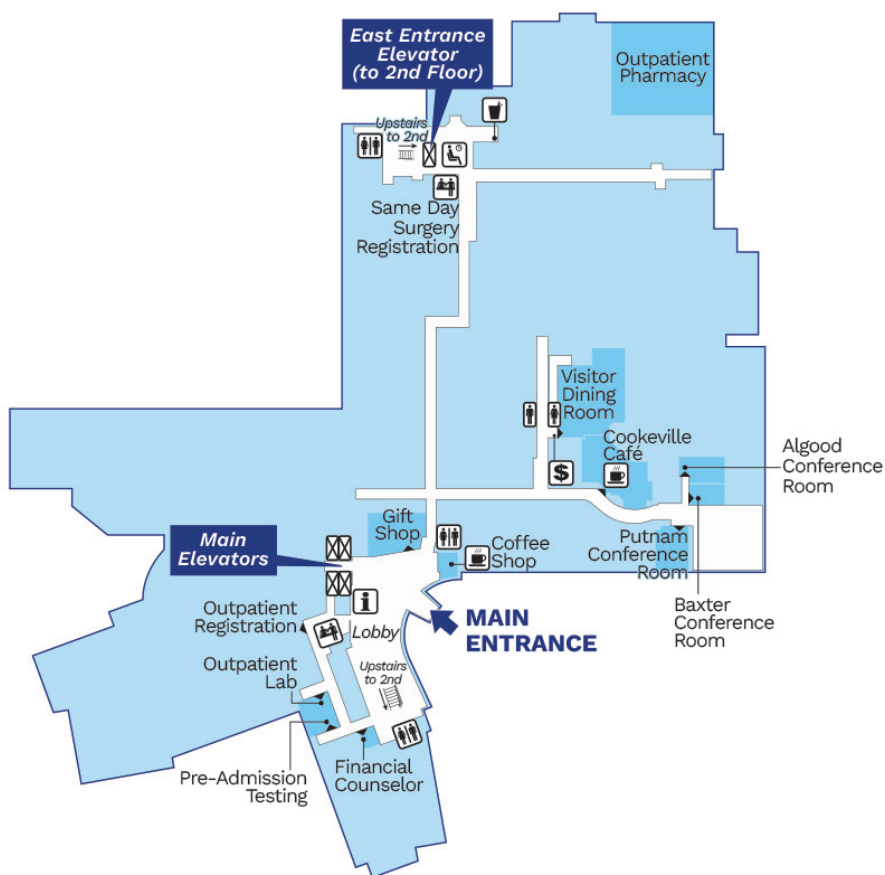 East Entrance
Elevator
(to 2nd Floor)
Outpatient
Pharmacy
Upstairs
to 2nd
Same Day
Surgery
Registration
Visitor
Dining
Room
Cookeville
Café
$
Algood
Conference
Room
Gift
Shop
Main
Elevators
Coffee
Shop
Putnam
Conference
Room
Baxter
Conference
Room
i
Outpatient
Registration
Lobby
MAIN
ENTRANCE
Outpatient
Lab
Upstairs
to 2nd
Pre-Admission
Testing
Financial
Counselor